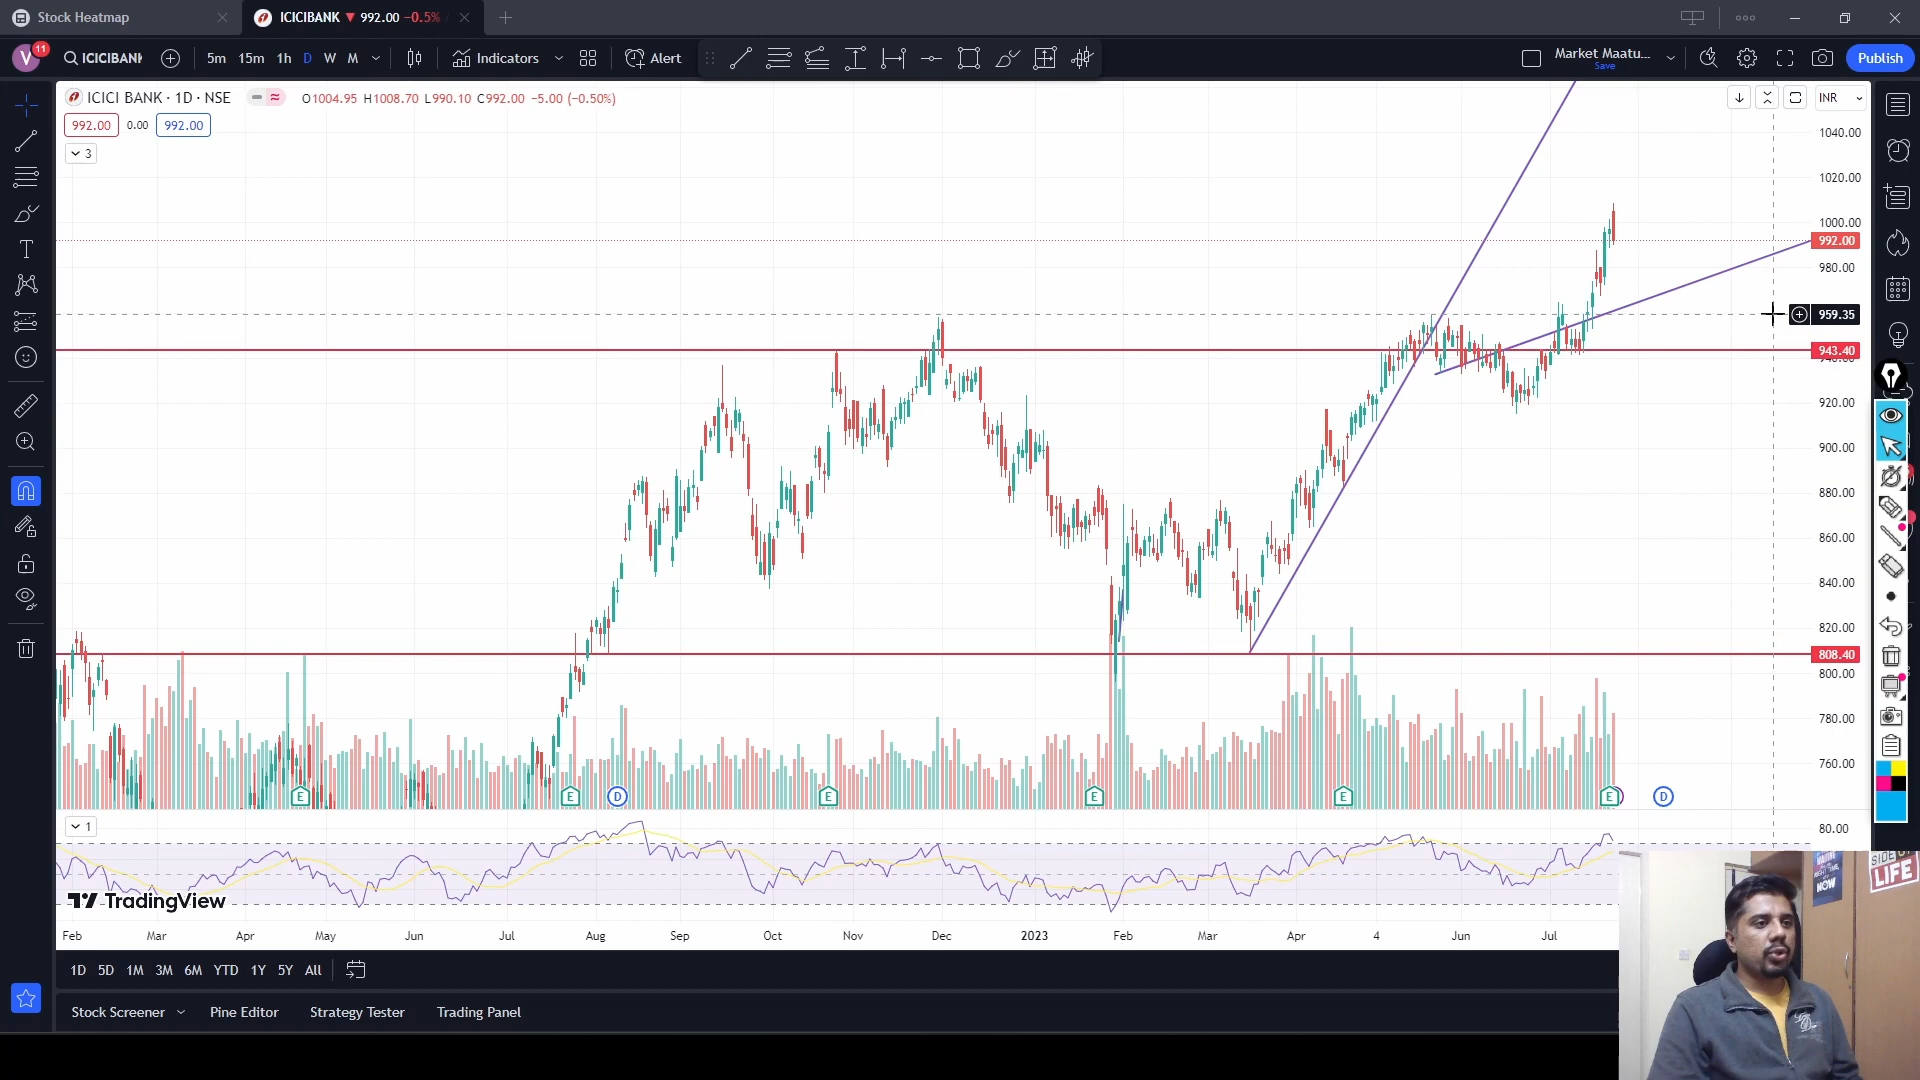 Stock Heatmap
ICICIBANK ▼ 992.00 −0.5%
V 11 ICICIBANK 5m 15m 1h D W M Indicators Alert
Market Maatu...
Save
Publish
ICICI BANK · 1D · NSE O1004.95 H1008.70 L990.10 C992.00 −5.00 (−0.50%)
INR
992.00 0.00 992.00
3
1040.00
1020.00
1000.00
992.00
980.00
959.35
943.40
920.00
900.00
880.00
860.00
840.00
820.00
808.40
800.00
780.00
760.00
E E D E E E E D
1
80.00
TradingView
Feb Mar Apr May Jun Jul Aug Sep Oct Nov Dec 2023 Feb Mar Apr 4 Jun Jul
1D 5D 1M 3M 6M YTD 1Y 5Y All
Stock Screener Pine Editor Strategy Tester Trading Panel
NOW
SIDE OF
LIFE